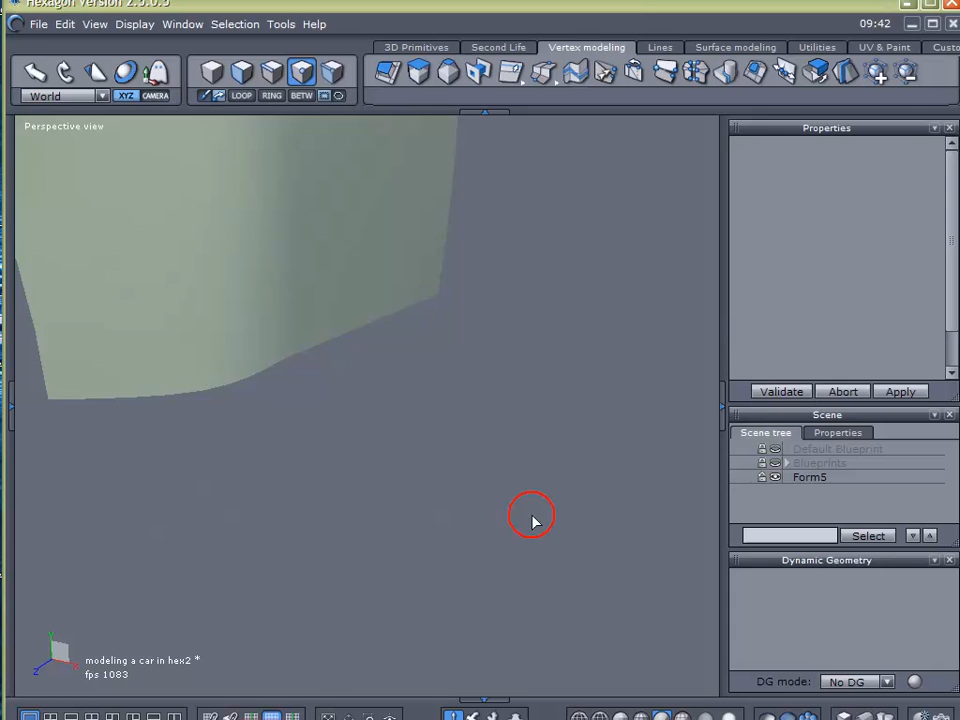 Hexagon Version 2.5.0.5
File Edit View Display Window Selection Tools Help
09:42
3D Primitives Second Life Vertex modeling Lines Surface modeling Utilities UV & Paint Custo
World XYZ CAMERA LOOP RING BETW
Perspective view
Properties
Validate Abort Apply
Scene
Scene tree Properties
Default Blueprint
Blueprints
Form5
Select
Dynamic Geometry
Y
Z X
modeling a car in hex2 *
fps 1083
DG mode: No DG